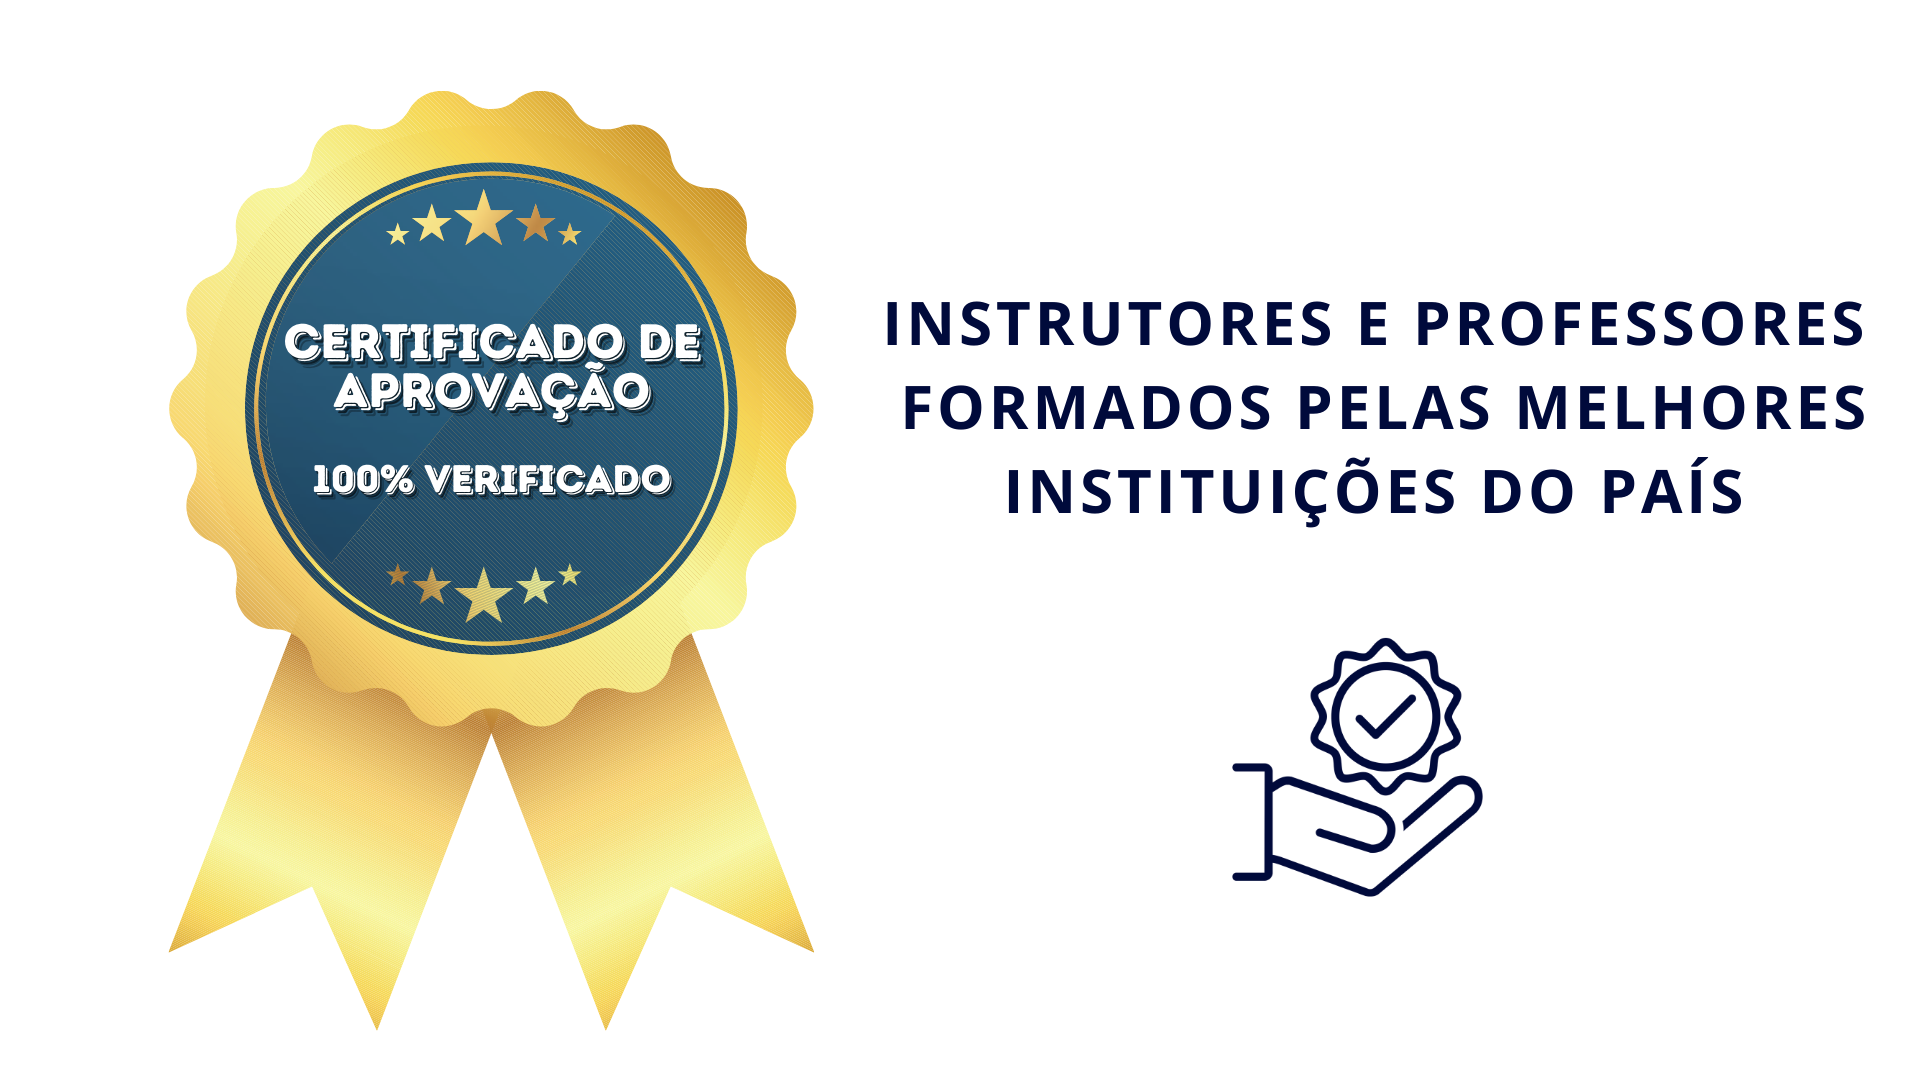 CERTIFICADO DE
APROVAÇÃO
100% VERIFICADO
INSTRUTORES E PROFESSORES
FORMADOS PELAS MELHORES
INSTITUIÇÕES DO PAÍS